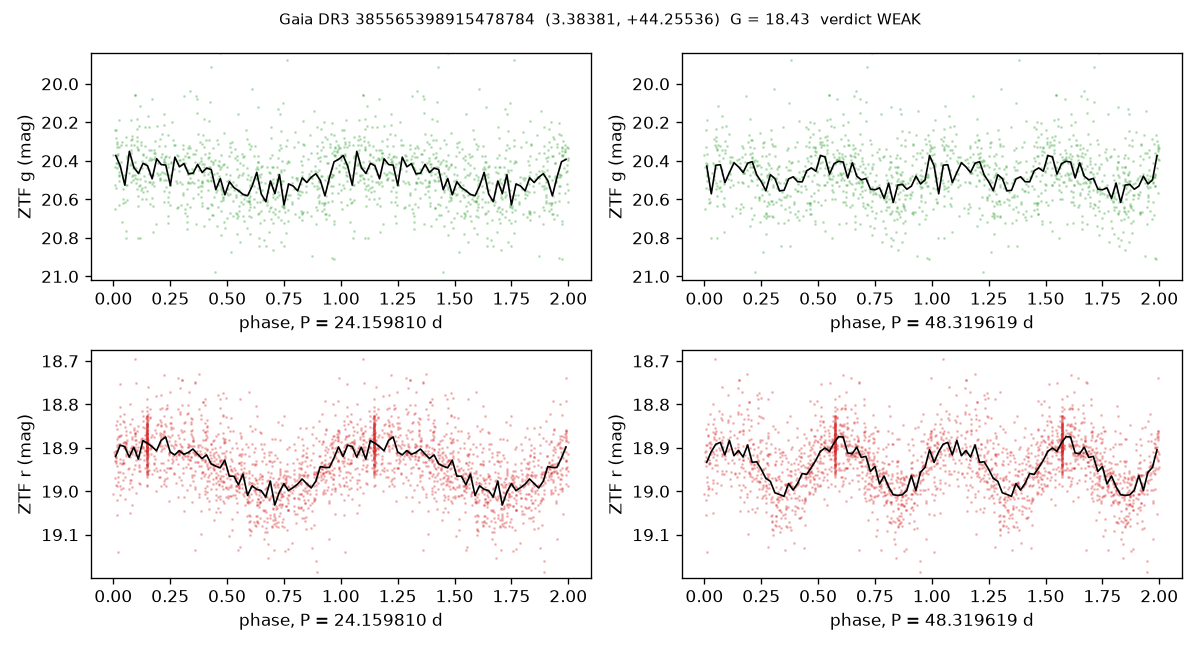 Gaia DR3 385565398915478784  (3.38381, +44.25536)  G = 18.43  verdict WEAK
ZTF g (mag)
20.0
20.2
20.4
20.6
20.8
21.0
0.00 0.25 0.50 0.75 1.00 1.25 1.50 1.75 2.00
phase, P = 24.159810 d
ZTF g (mag)
20.0
20.2
20.4
20.6
20.8
21.0
0.00 0.25 0.50 0.75 1.00 1.25 1.50 1.75 2.00
phase, P = 48.319619 d
ZTF r (mag)
18.7
18.8
18.9
19.0
19.1
0.00 0.25 0.50 0.75 1.00 1.25 1.50 1.75 2.00
phase, P = 24.159810 d
ZTF r (mag)
18.7
18.8
18.9
19.0
19.1
0.00 0.25 0.50 0.75 1.00 1.25 1.50 1.75 2.00
phase, P = 48.319619 d